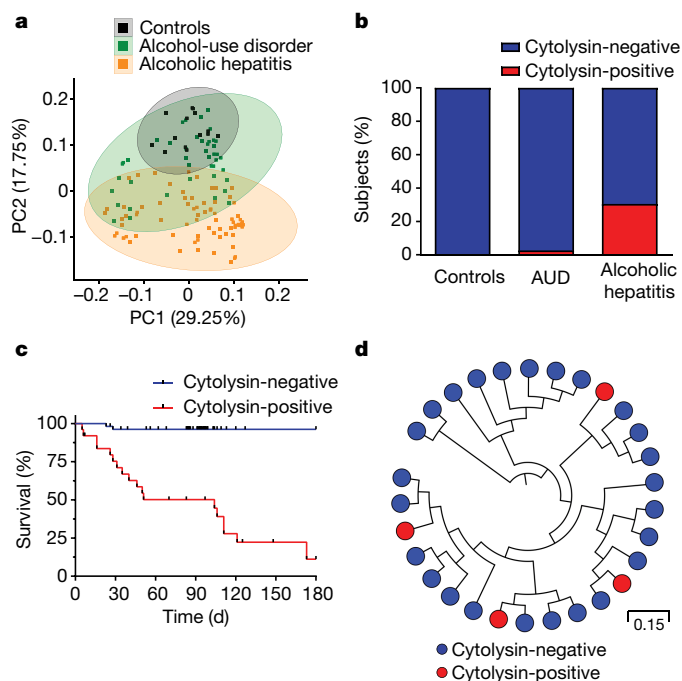 a
Controls
Alcohol-use disorder
Alcoholic hepatitis
PC2 (17.75%)
0.2
0.1
0
−0.1
−0.2 −0.1 0 0.1 0.2
PC1 (29.25%)
b
Cytolysin-negative
Cytolysin-positive
Subjects (%)
100
80
60
40
20
0
Controls AUD Alcoholic
hepatitis
c
Cytolysin-negative
Cytolysin-positive
Survival (%)
100
75
50
25
0
0 30 60 90 120 150 180
Time (d)
d
0.15
Cytolysin-negative
Cytolysin-positive